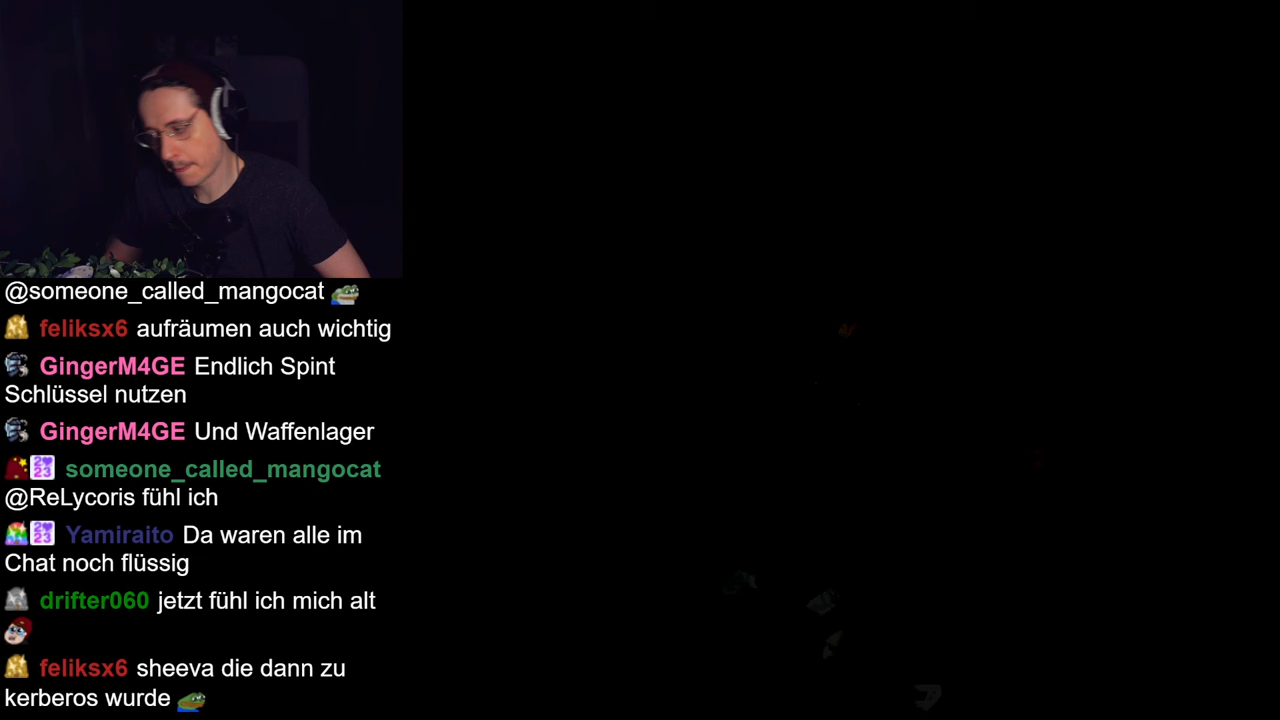 @someone_called_mangocat
feliksx6 aufräumen auch wichtig
GingerM4GE Endlich Spint
Schlüssel nutzen
GingerM4GE Und Waffenlager
2023 someone_called_mangocat
@ReLycoris fühl ich
2023 Yamiraito Da waren alle im
Chat noch flüssig
drifter060 jetzt fühl ich mich alt
feliksx6 sheeva die dann zu
kerberos wurde